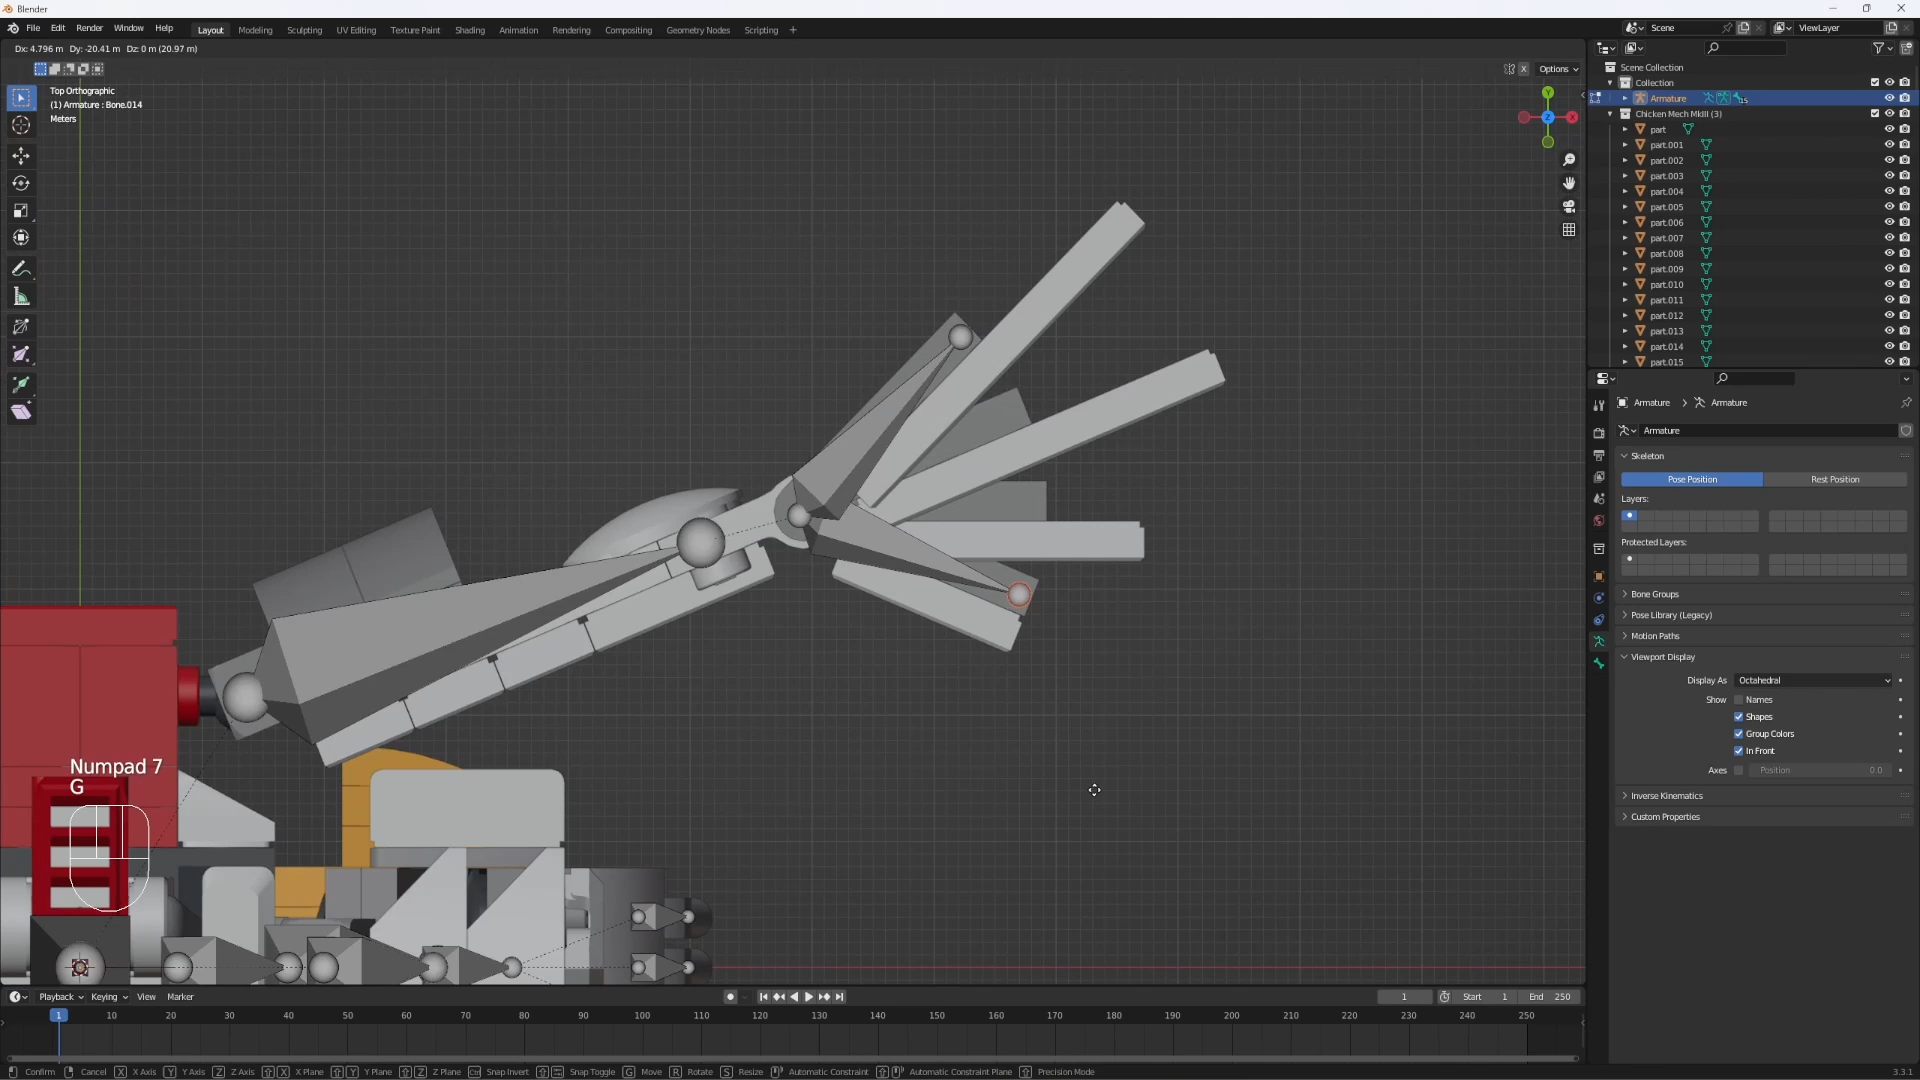 Blender
File Edit Render Window Help Layout Modeling Sculpting UV Editing Texture Paint Shading Animation Rendering Compositing Geometry Nodes Scripting + Scene ViewLayer
Dx: 4.796 m Dy: -20.41 m Dz: 0 m (20.97 m)
X Options
Top Orthographic
(1) Armature : Bone.014
Meters
Y
Z X
Scene Collection
Collection
Armature 15
Chicken Mech MkIII (3)
part
part.001
part.002
part.003
part.004
part.005
part.006
part.007
part.008
part.009
part.010
part.011
part.012
part.013
part.014
part.015
Armature > Armature
Armature
Skeleton
Pose Position Rest Position
Layers:
Protected Layers:
Bone Groups
Pose Library (Legacy)
Motion Paths
Viewport Display
Display As Octahedral
Show Names
Shapes
Group Colors
In Front
Axes Position 0.0
Inverse Kinematics
Custom Properties
Numpad 7
G
Playback Keying View Marker 1 Start 1 End 250
1 10 20 30 40 50 60 70 80 90 100 110 120 130 140 150 160 170 180 190 200 210 220 230 240 250
Confirm Cancel X X Axis Y Y Axis Z Z Axis X X Plane Y Y Plane Z Z Plane Snap Invert Snap Toggle G Move R Rotate S Resize Automatic Constraint Automatic Constraint Plane Precision Mode 3.3.1